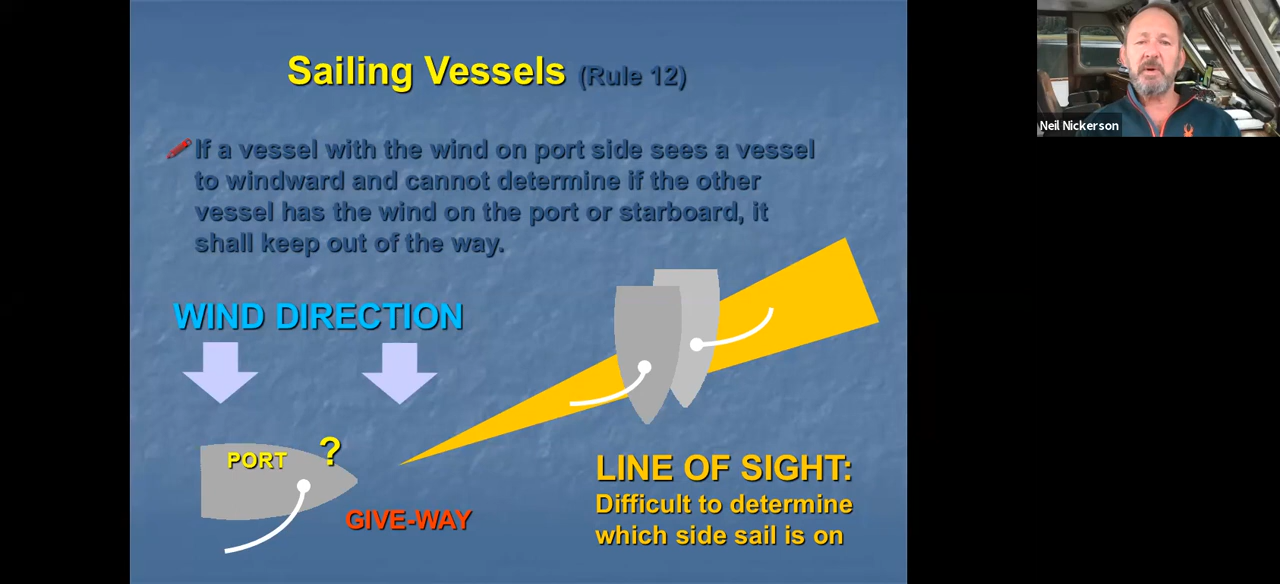 Sailing Vessels (Rule 12)
If a vessel with the wind on port side sees a vessel
to windward and cannot determine if the other
vessel has the wind on the port or starboard, it
shall keep out of the way.
WIND DIRECTION
PORT ?
GIVE-WAY
LINE OF SIGHT:
Difficult to determine
which side sail is on
Neil Nickerson